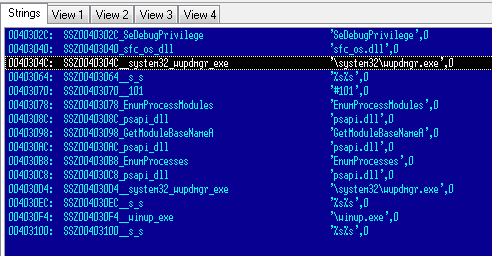 Strings View 1 View 2 View 3 View 4
0040302C: SSZ0040302C_SeDebugPrivilege 'SeDebugPrivilege',0
00403040: SSZ00403040_sfc_os_dll 'sfc_os.dll',0
0040304C: SSZ0040304C__system32_wupdmgr_exe '\system32\wupdmgr.exe',0
00403064: SSZ00403064__s_s '%s%s',0
00403070: SSZ00403070__101 '#101',0
00403078: SSZ00403078_EnumProcessModules 'EnumProcessModules',0
0040308C: SSZ0040308C_psapi_dll 'psapi.dll',0
00403098: SSZ00403098_GetModuleBaseNameA 'GetModuleBaseNameA',0
004030AC: SSZ004030AC_psapi_dll 'psapi.dll',0
004030B8: SSZ004030B8_EnumProcesses 'EnumProcesses',0
004030C8: SSZ004030C8_psapi_dll 'psapi.dll',0
004030D4: SSZ004030D4__system32_wupdmgr_exe '\system32\wupdmgr.exe',0
004030EC: SSZ004030EC__s_s '%s%s',0
004030F4: SSZ004030F4__winup_exe '\winup.exe',0
00403100: SSZ00403100__s_s '%s%s',0